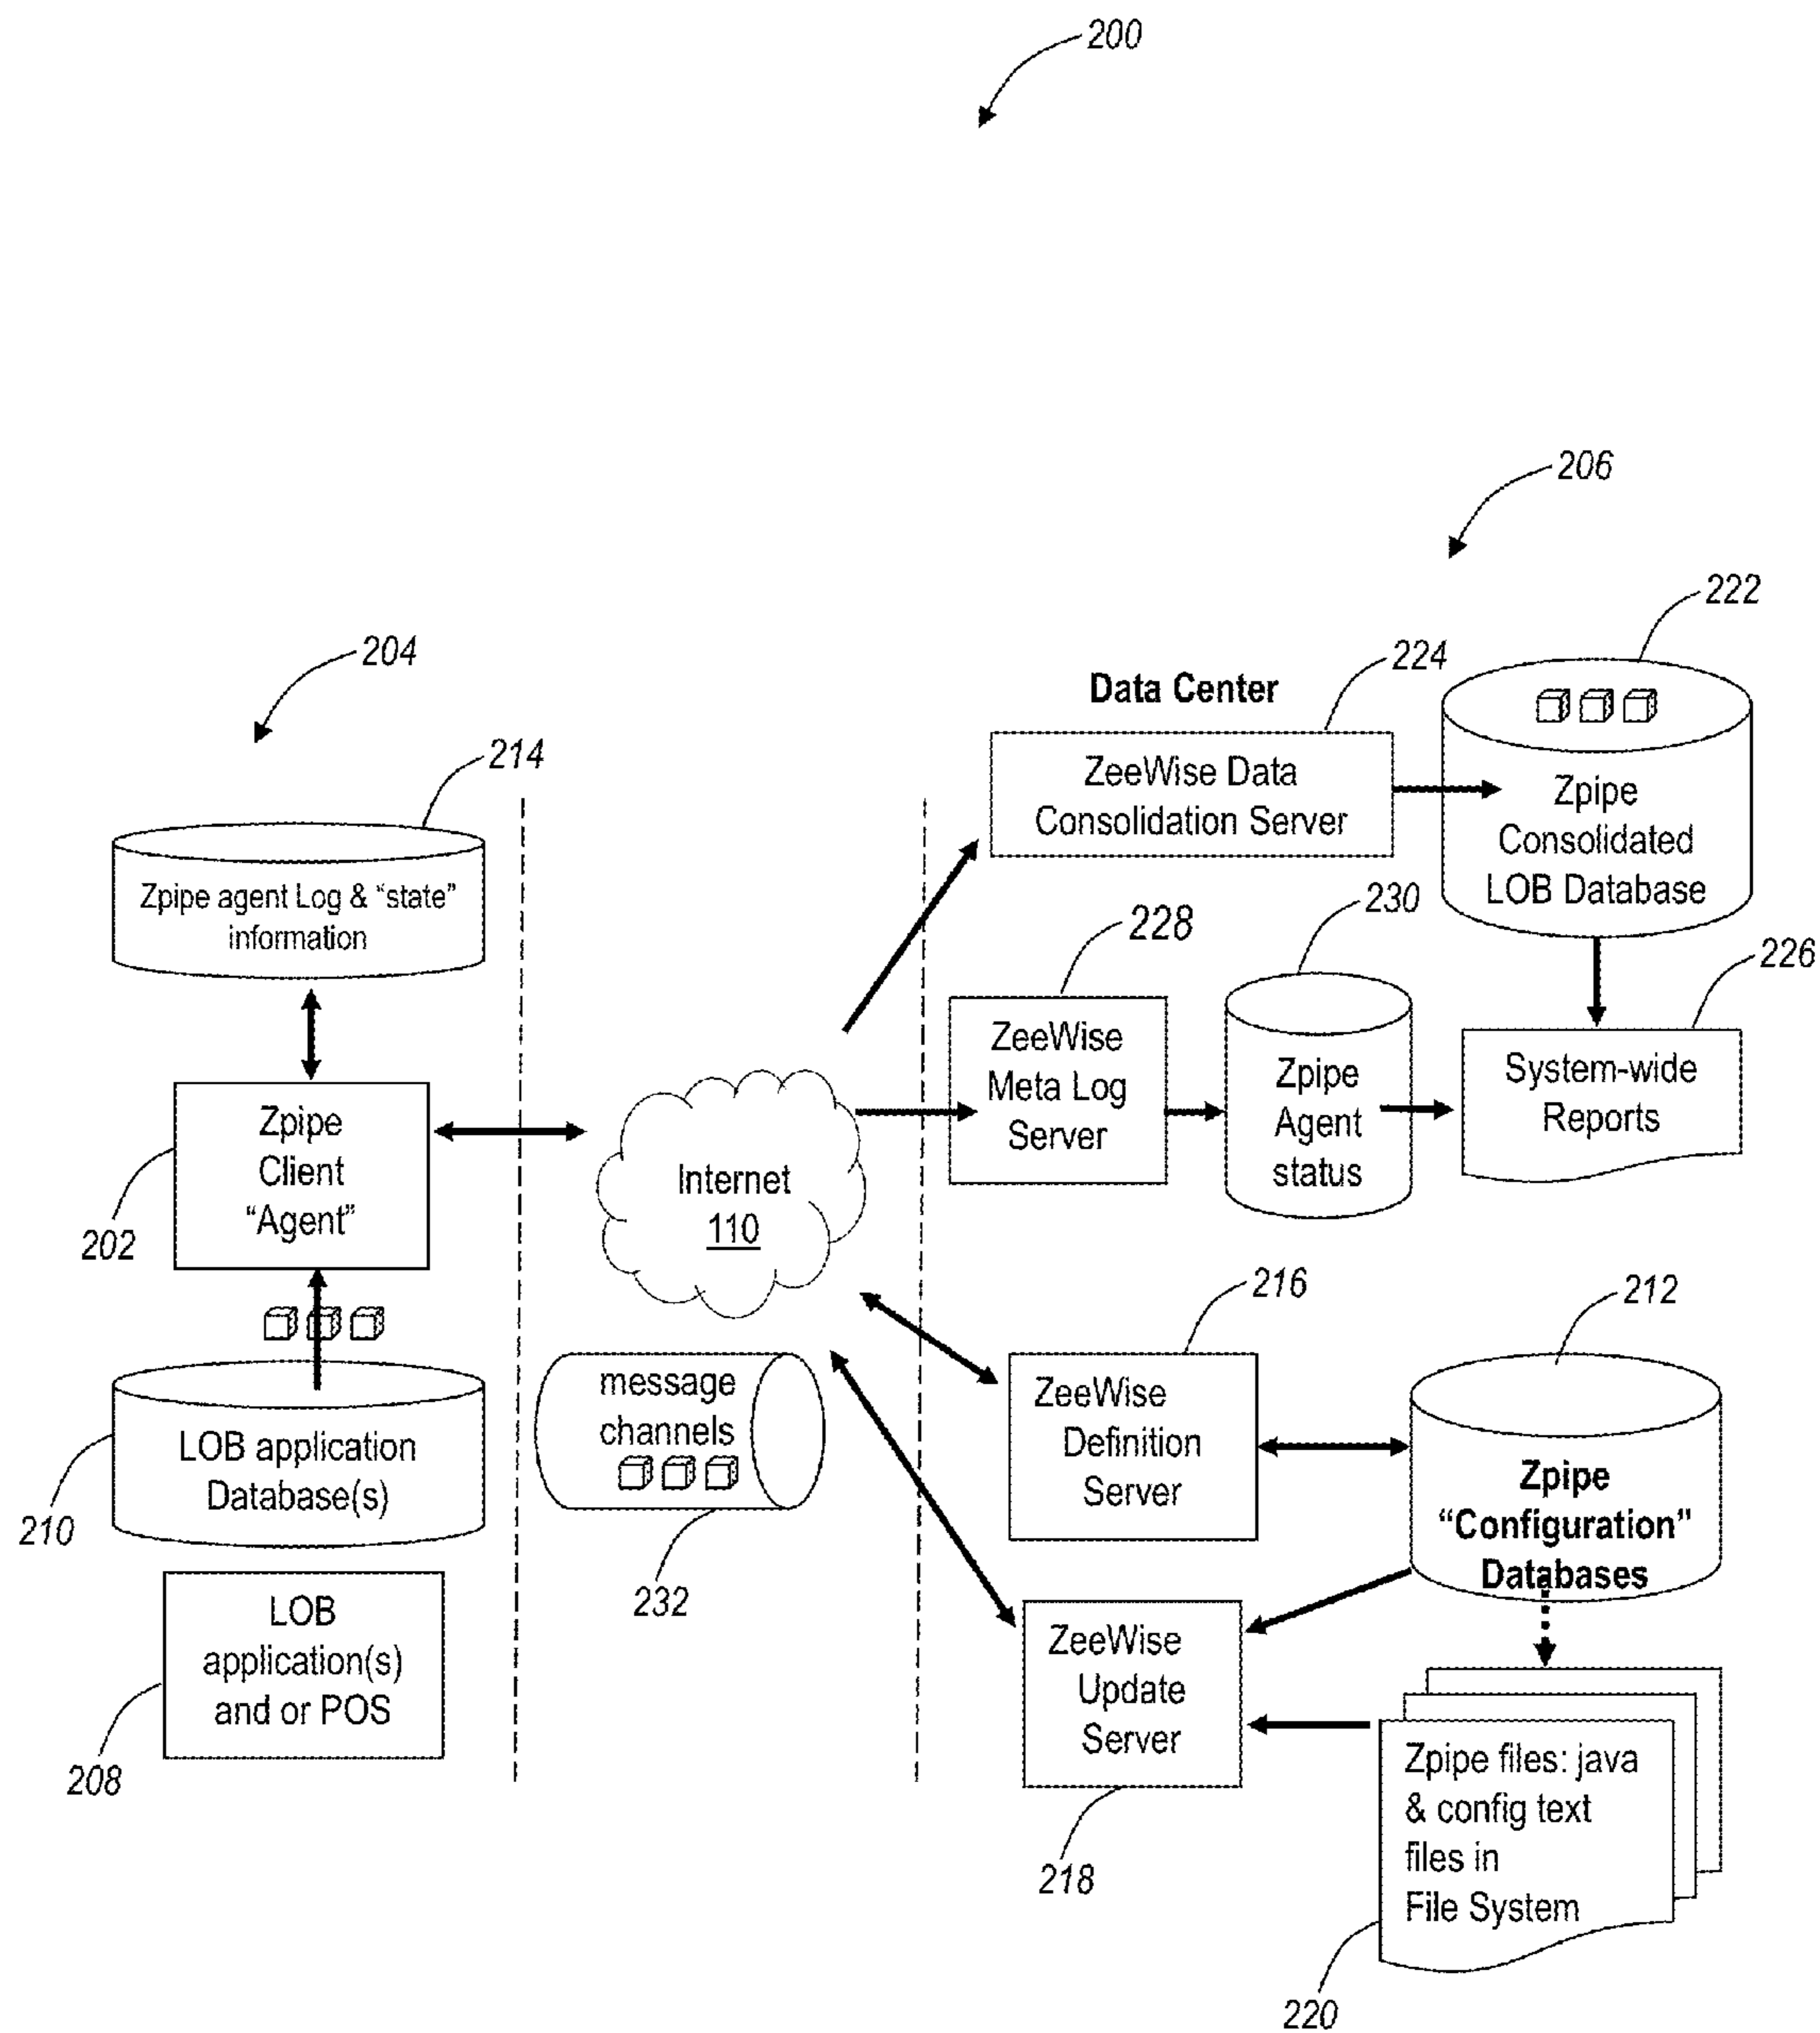 200
206
222
204
224
Data Center
214
ZeeWise Data
Consolidation Server
Zpipe
Consolidated
LOB Database
Zpipe agent Log & “state”
information
230
228
226
ZeeWise
Meta Log
Server
Zpipe
Agent
status
System-wide
Reports
Zpipe
Client
“Agent”
202
Internet
110
216
212
message
channels
ZeeWise
Definition
Server
LOB application
Database(s)
210
Zpipe
“Configuration”
Databases
232
LOB
application(s)
and or POS
208
ZeeWise
Update
Server
218
Zpipe files: java
& config text
files in
File System
220